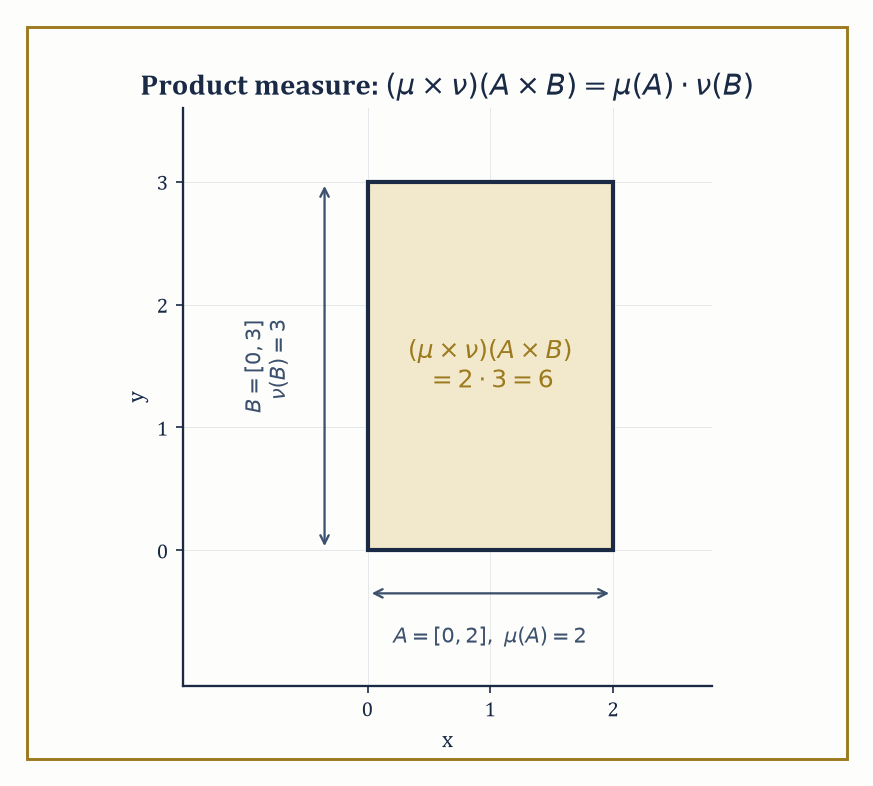 Product measure: (μ × ν)(A × B) = μ(A) · ν(B)
3
2
1
0
y
B = [0, 3]
ν(B) = 3
(μ × ν)(A × B)
= 2 · 3 = 6
A = [0, 2], μ(A) = 2
0
1
2
x